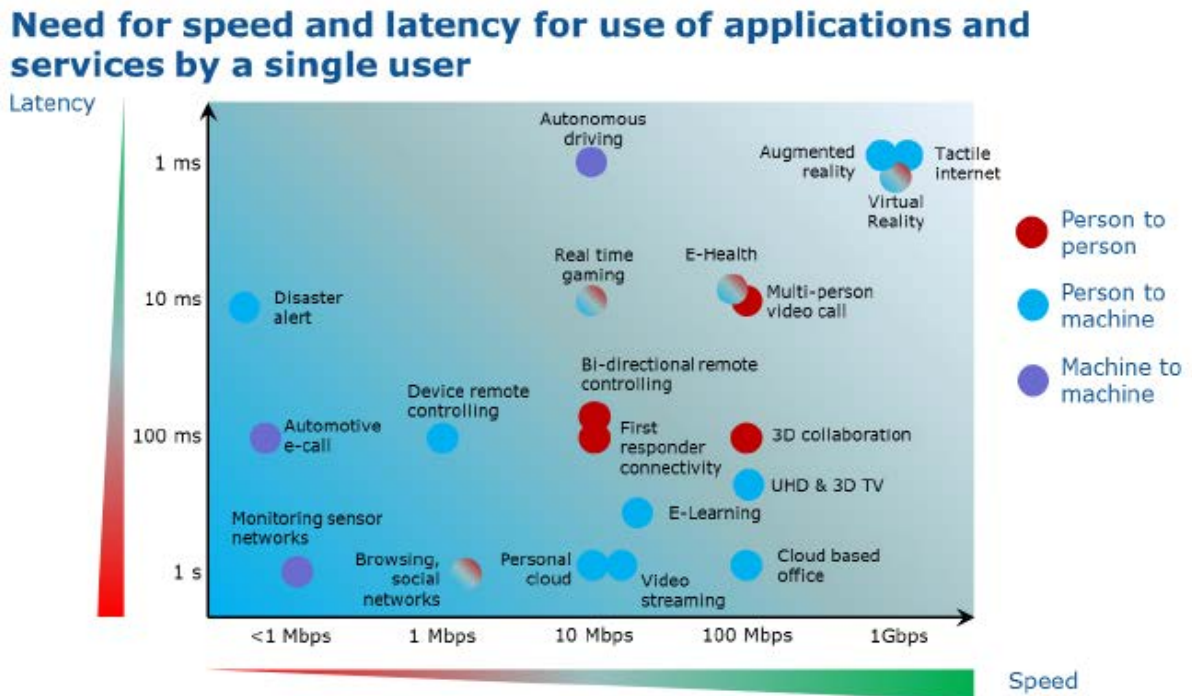 Need for speed and latency for use of applications and
services by a single user
Latency
1 ms
10 ms
100 ms
1 s
Autonomous
driving
Augmented
reality
Tactile
internet
Virtual
Reality
Real time
gaming
E-Health
Multi-person
video call
Disaster
alert
Bi-directional remote
controlling
Device remote
controlling
Automotive
e-call
First
responder
connectivity
3D collaboration
UHD & 3D TV
E-Learning
Monitoring sensor
networks
Browsing,
social
networks
Personal
cloud
Video
streaming
Cloud based
office
<1 Mbps
1 Mbps
10 Mbps
100 Mbps
1Gbps
Speed
Person to
person
Person to
machine
Machine to
machine